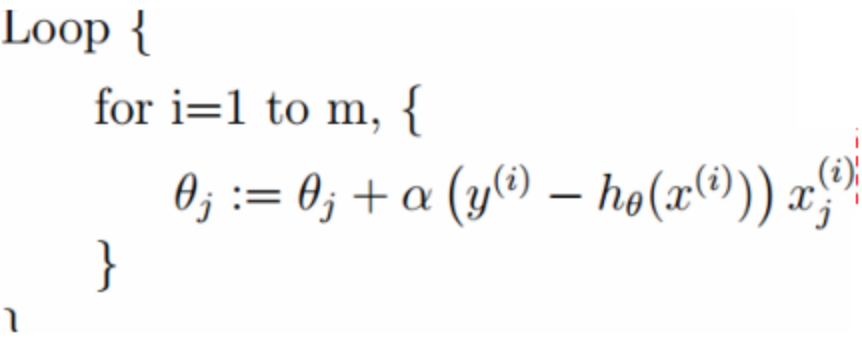 Loop {
for i=1 to m, {
θ_j := θ_j + α (y^{(i)} − h_θ(x^{(i)})) x_j^{(i)}
}
}